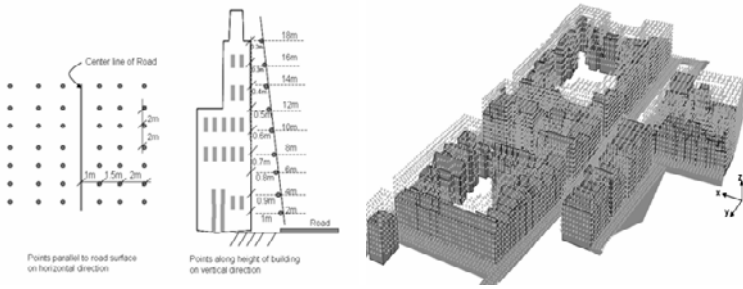 Center line of Road
2m
2m
1m 1.5m 2m
Points parallel to road surface
on horizontal direction
18m
16m
0.3m
14m
0.4m
12m
0.5m
10m
0.6m
8m
0.7m
6m
0.8m
4m
0.9m
2m
1m
Road
Points along height of building
on vertical direction
z
x
y